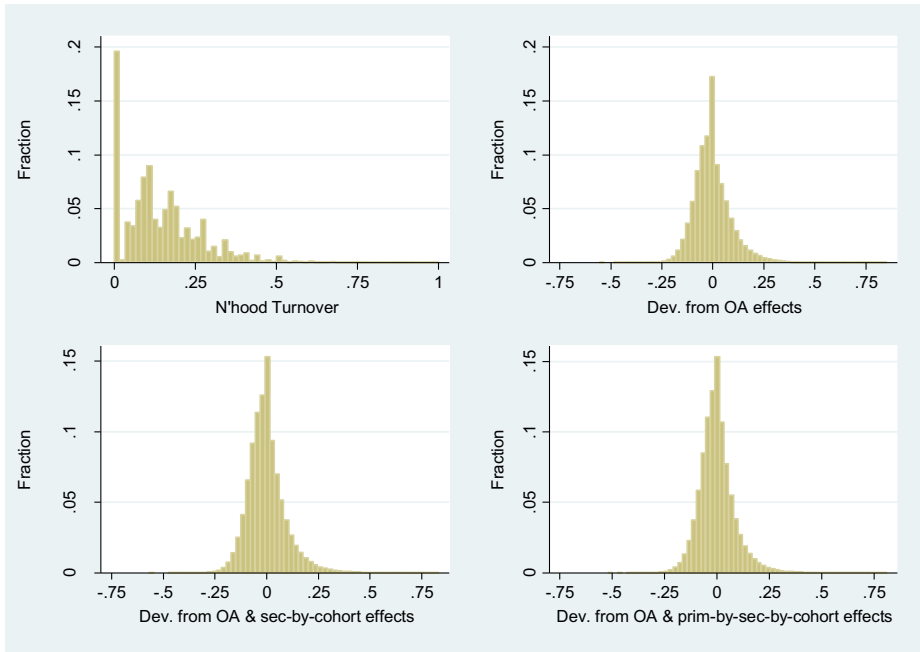 .2
.15
.1
.05
0
Fraction
0 .25 .5 .75 1
N'hood Turnover
.2
.15
.1
.05
0
Fraction
-.75 -.5 -.25 0 .25 .5 .75
Dev. from OA effects
.15
.1
.05
0
Fraction
-.75 -.5 -.25 0 .25 .5 .75
Dev. from OA & sec-by-cohort effects
.15
.1
.05
0
Fraction
-.75 -.5 -.25 0 .25 .5 .75
Dev. from OA & prim-by-sec-by-cohort effects